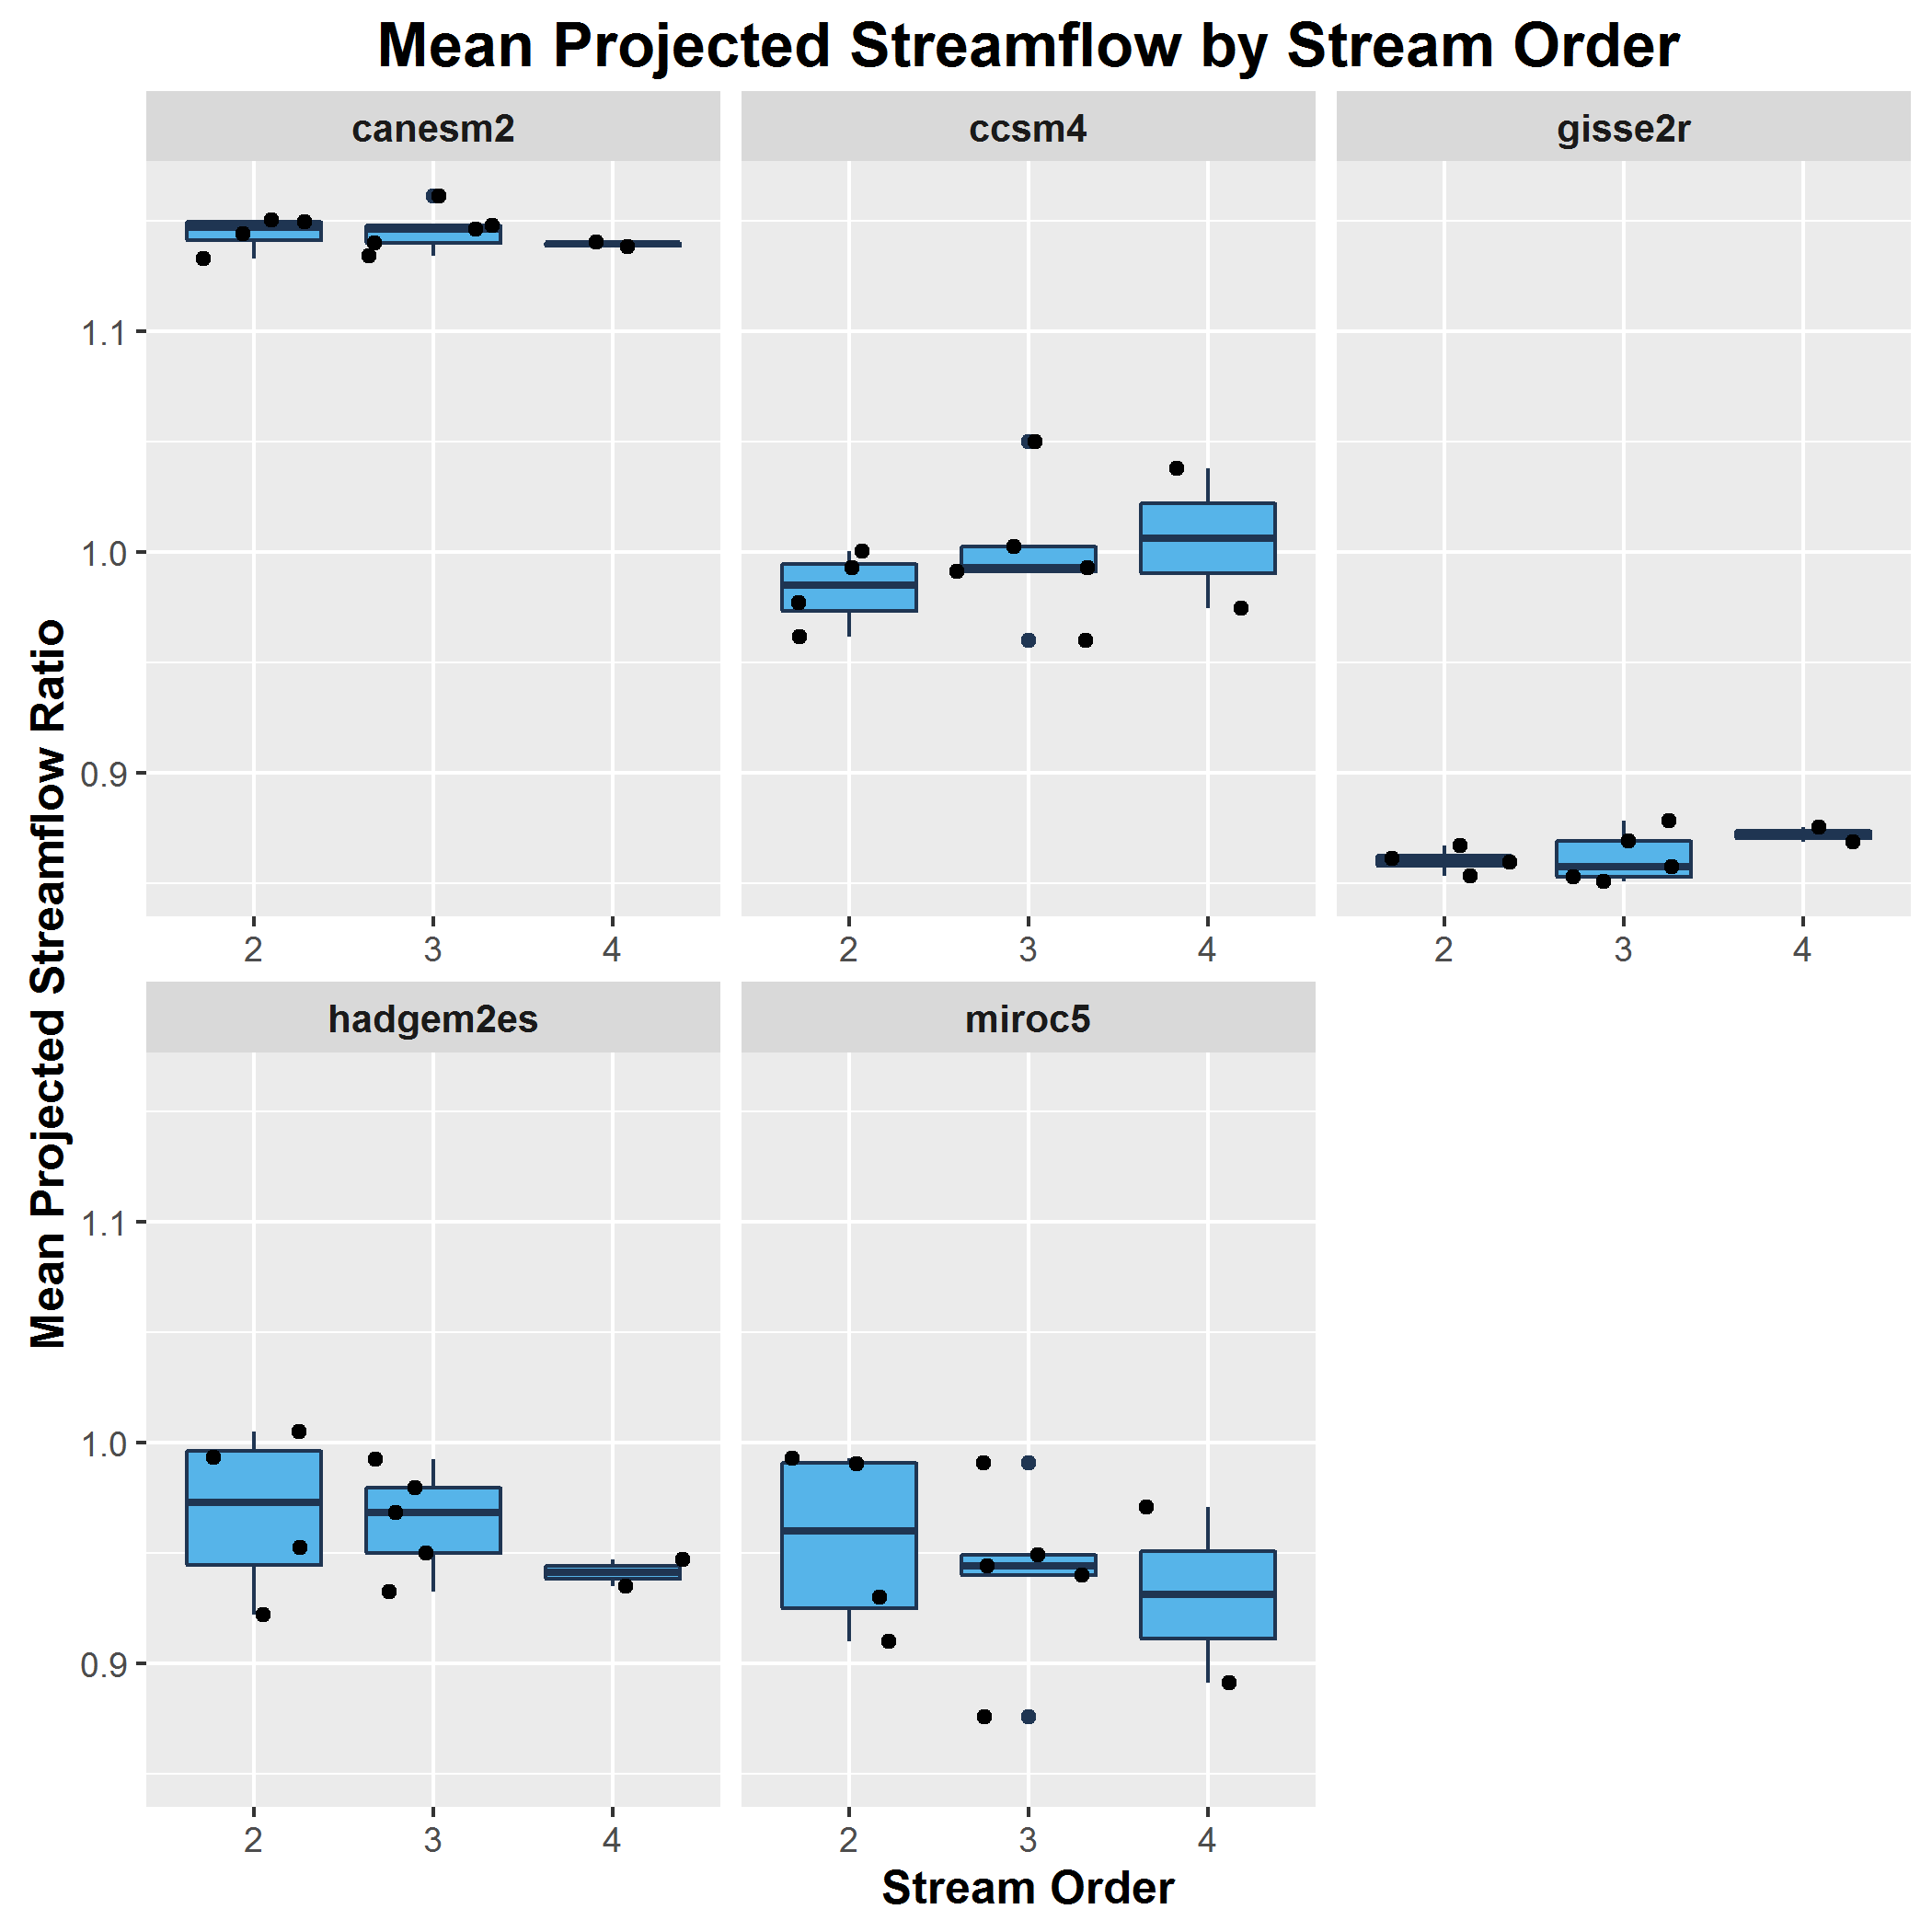 Mean Projected Streamflow by Stream Order
canesm2
ccsm4
gisse2r
1.1
1.0
0.9
2 3 4
2 3 4
2 3 4
Mean Projected Streamflow Ratio
hadgem2es
miroc5
1.1
1.0
0.9
2 3 4
2 3 4
Stream Order